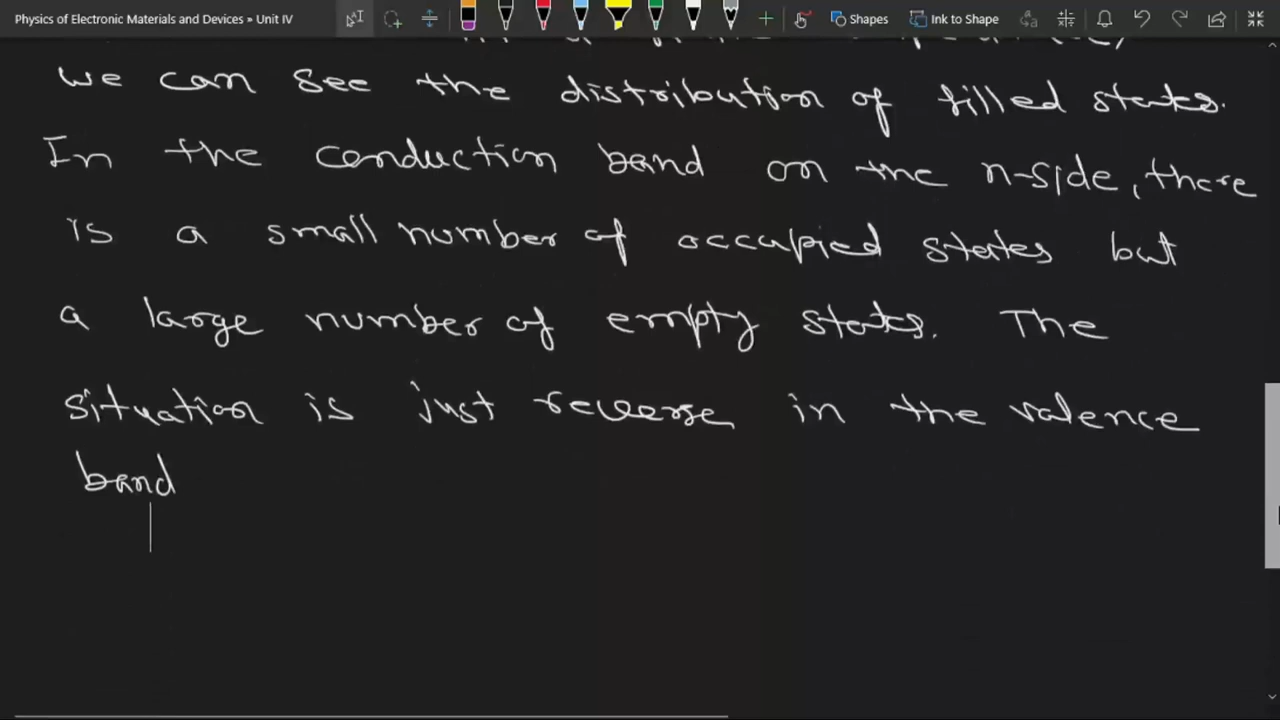 Physics of Electronic Materials and Devices » Unit IV
Shapes
Ink to Shape
we can see the distribution of filled states.
In the conduction band on the n-side, there
is a small number of occupied states but
a large number of empty states. The
situation is just reverse in the valence
band